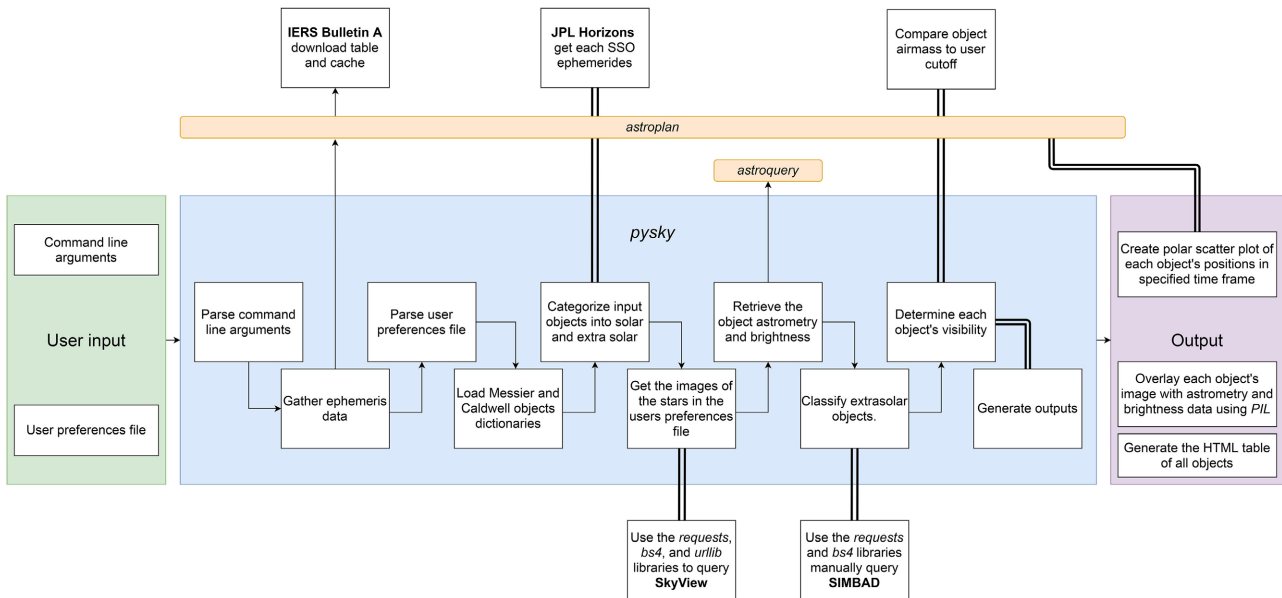 IERS Bulletin A
download table
and cache
JPL Horizons
get each SSO
ephemerides
Compare object
airmass to user
cutoff
astroplan
astroquery
User input
Command line
arguments
User preferences file
pysky
Parse command
line arguments
Gather ephemeris
data
Parse user
preferences file
Load Messier and
Caldwell objects
dictionaries
Categorize input
objects into solar
and extra solar
Get the images of
the stars in the
users preferences
file
Retrieve the
object astrometry
and brightness
Classify extrasolar
objects.
Determine each
object's visibility
Generate outputs
Create polar scatter plot of
each object's positions in
specified time frame
Output
Overlay each object's
image with astrometry and
brightness data using PIL
Generate the HTML table
of all objects
Use the requests,
bs4, and urllib
libraries to query
SkyView
Use the requests
and bs4 libraries
manually query
SIMBAD